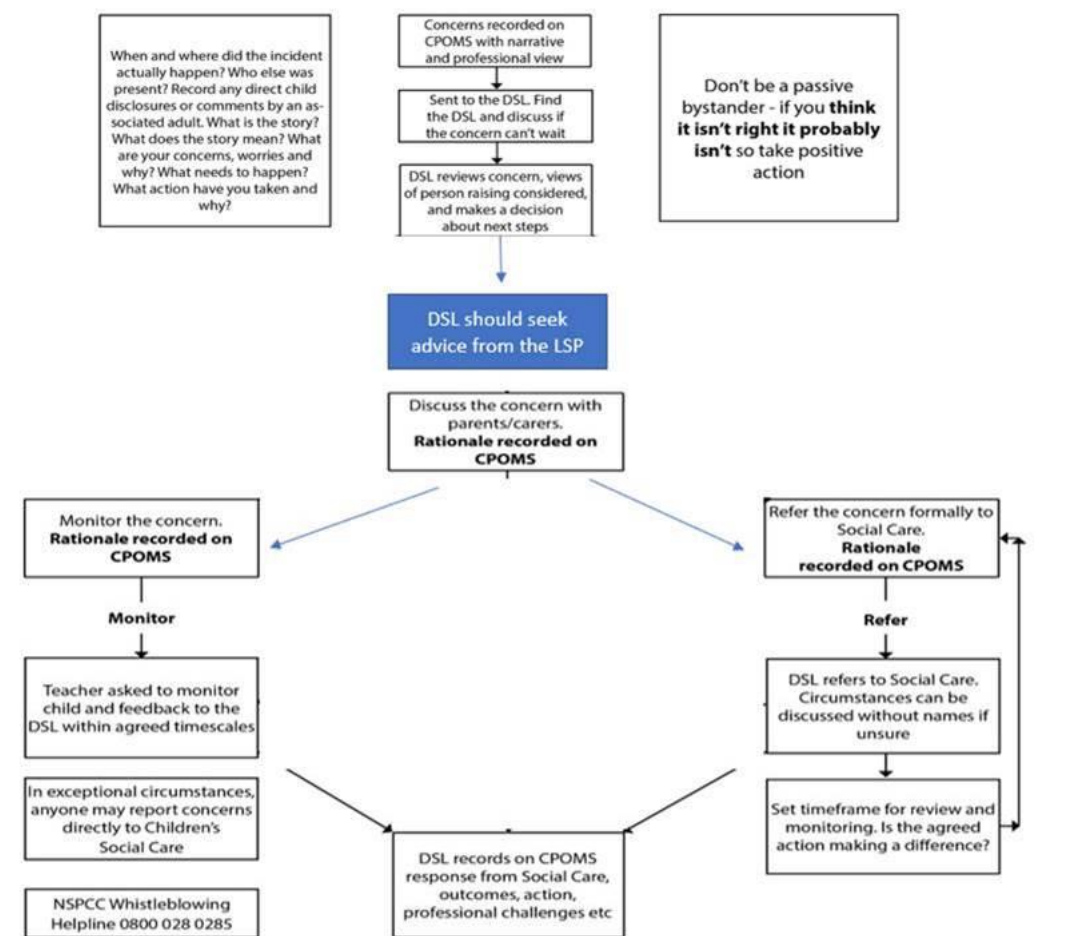 When and where did the incident
actually happen? Who else was
present? Record any direct child
disclosures or comments by an as-
sociated adult. What is the story?
What does the story mean? What
are your concerns, worries and
why? What needs to happen?
What action have you taken and
why?
Concerns recorded on
CPOMS with narrative
and professional view
Sent to the DSL. Find
the DSL and discuss if
the concern can't wait
DSL reviews concern, views
of person raising considered,
and makes a decision
about next steps
Don't be a passive
bystander - if you think
it isn't right it probably
isn't so take positive
action
DSL should seek
advice from the LSP
Discuss the concern with
parents/carers.
Rationale recorded on
CPOMS
Monitor the concern.
Rationale recorded on
CPOMS
Monitor
Teacher asked to monitor
child and feedback to the
DSL within agreed timescales
In exceptional circumstances,
anyone may report concerns
directly to Children's
Social Care
NSPCC Whistleblowing
Helpline 0800 028 0285
Refer the concern formally to
Social Care.
Rationale
recorded on CPOMS
Refer
DSL refers to Social Care.
Circumstances can be
discussed without names if
unsure
Set timeframe for review and
monitoring. Is the agreed
action making a difference?
DSL records on CPOMS
response from Social Care,
outcomes, action,
professional challenges etc